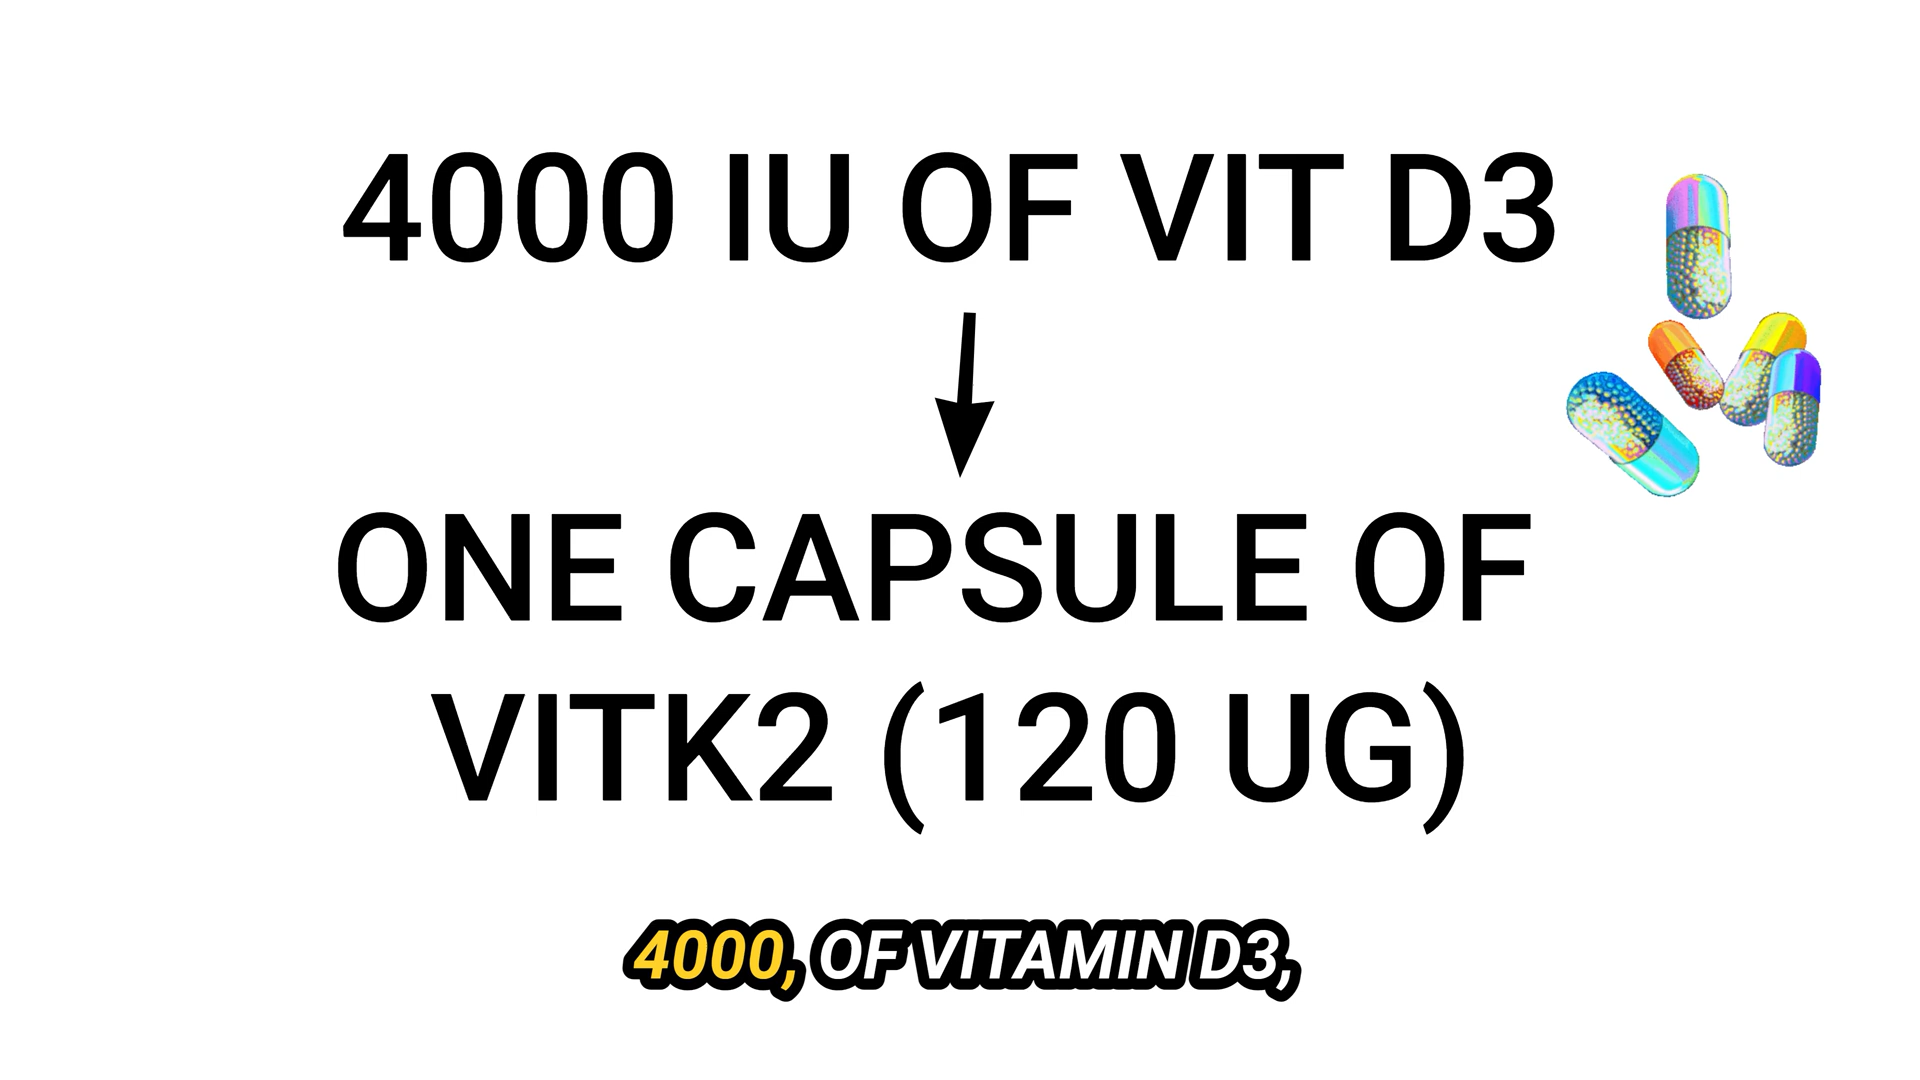 4000 IU OF VIT D3
ONE CAPSULE OF
VITK2 (120 UG)
4000, OF VITAMIN D3,